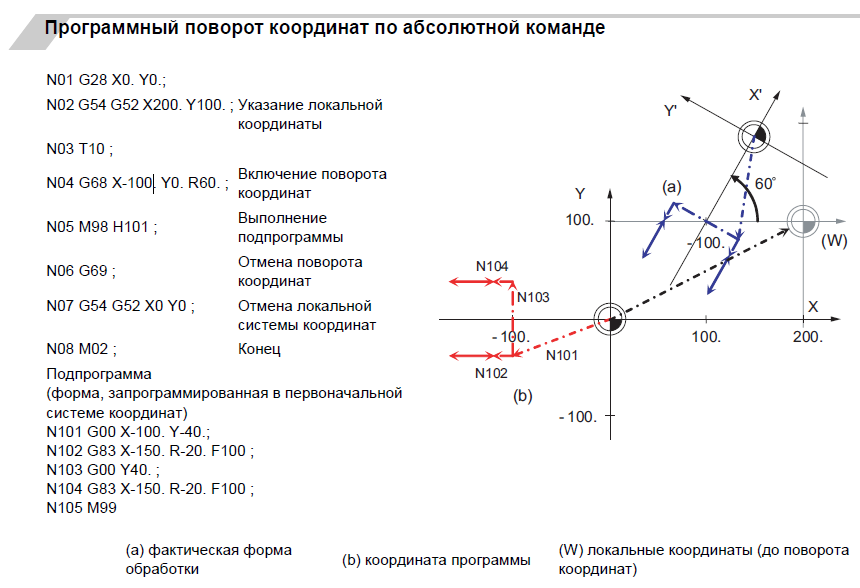 Программный поворот координат по абсолютной команде
N01 G28 X0. Y0.;
N02 G54 G52 X200. Y100. ; Указание локальной
координаты
N03 T10 ;
N04 G68 X-100. Y0. R60. ; Включение поворота
координат
N05 M98 H101 ; Выполнение
подпрограммы
N06 G69 ; Отмена поворота
координат
N07 G54 G52 X0 Y0 ; Отмена локальной
системы координат
N08 M02 ; Конец
Подпрограмма
(форма, запрограммированная в первоначальной
системе координат)
N101 G00 X-100. Y-40.;
N102 G83 X-150. R-20. F100 ;
N103 G00 Y40. ;
N104 G83 X-150. R-20. F100 ;
N105 M99
X'
Y'
60°
(a)
Y
100.
-100.
(W)
N104
N103
X
-100.
100.
200.
N101
N102
(b)
-100.
(a) фактическая форма
обработки
(b) координата программы
(W) локальные координаты (до поворота
координат)